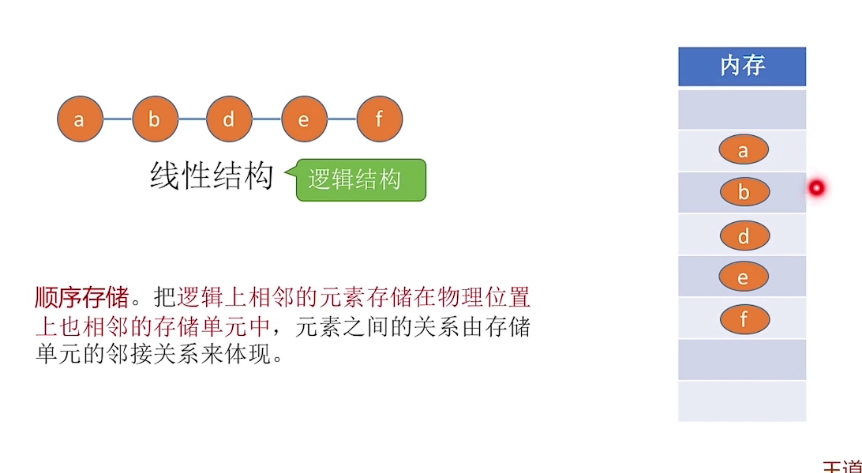 内存
a
b
d
e
f
线性结构
逻辑结构
a
b
d
e
f
顺序存储。把逻辑上相邻的元素存储在物理位置
上也相邻的存储单元中，元素之间的关系由存储
单元的邻接关系来体现。
王道